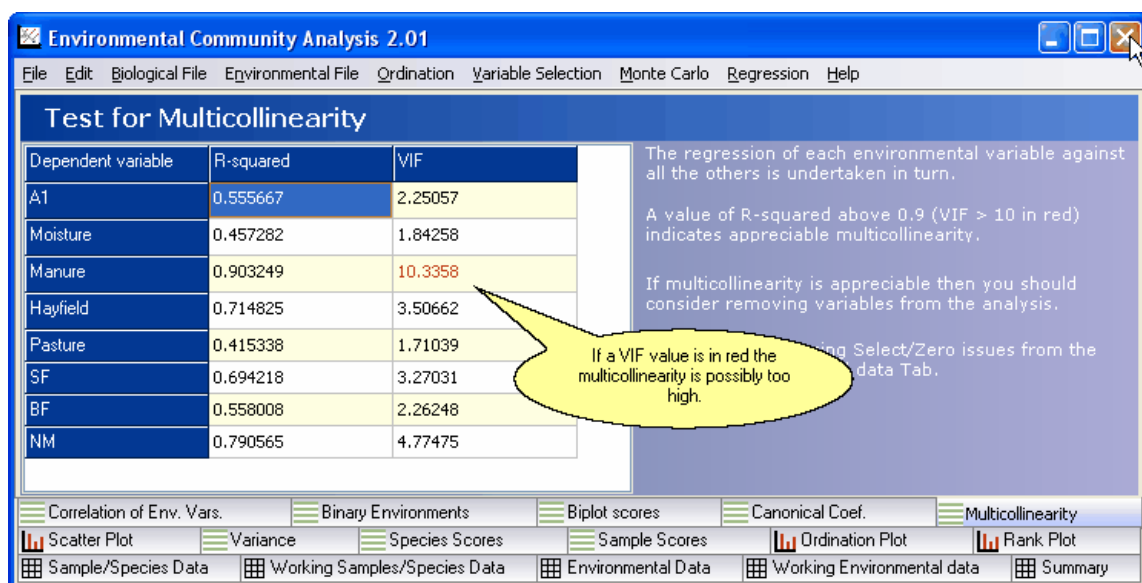 Environmental Community Analysis 2.01
File Edit Biological File Environmental File Ordination Variable Selection Monte Carlo Regression Help
Test for Multicollinearity
Dependent variable R-squared VIF
A1 0.555667 2.25057
Moisture 0.457282 1.84258
Manure 0.903249 10.3358
Hayfield 0.714825 3.50662
Pasture 0.415338 1.71039
SF 0.694218 3.27031
BF 0.558008 2.26248
NM 0.790565 4.77475
The regression of each environmental variable against
all the others is undertaken in turn.
A value of R-squared above 0.9 (VIF > 10 in red)
indicates appreciable multicollinearity.
If multicollinearity is appreciable then you should
consider removing variables from the analysis.
Select/Zero issues from the
data Tab.
If a VIF value is in red the
multicollinearity is possibly too
high.
Correlation of Env. Vars. Binary Environments Biplot scores Canonical Coef. Multicollinearity
Scatter Plot Variance Species Scores Sample Scores Ordination Plot Rank Plot
Sample/Species Data Working Samples/Species Data Environmental Data Working Environmental data Summary